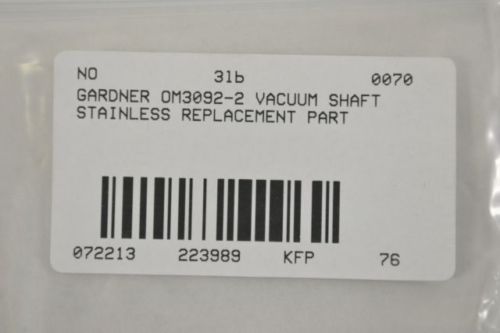 NO 31b 0070
GARDNER OM3092-2 VACUUM SHAFT
STAINLESS REPLACEMENT PART
072213 223989 KFP 76